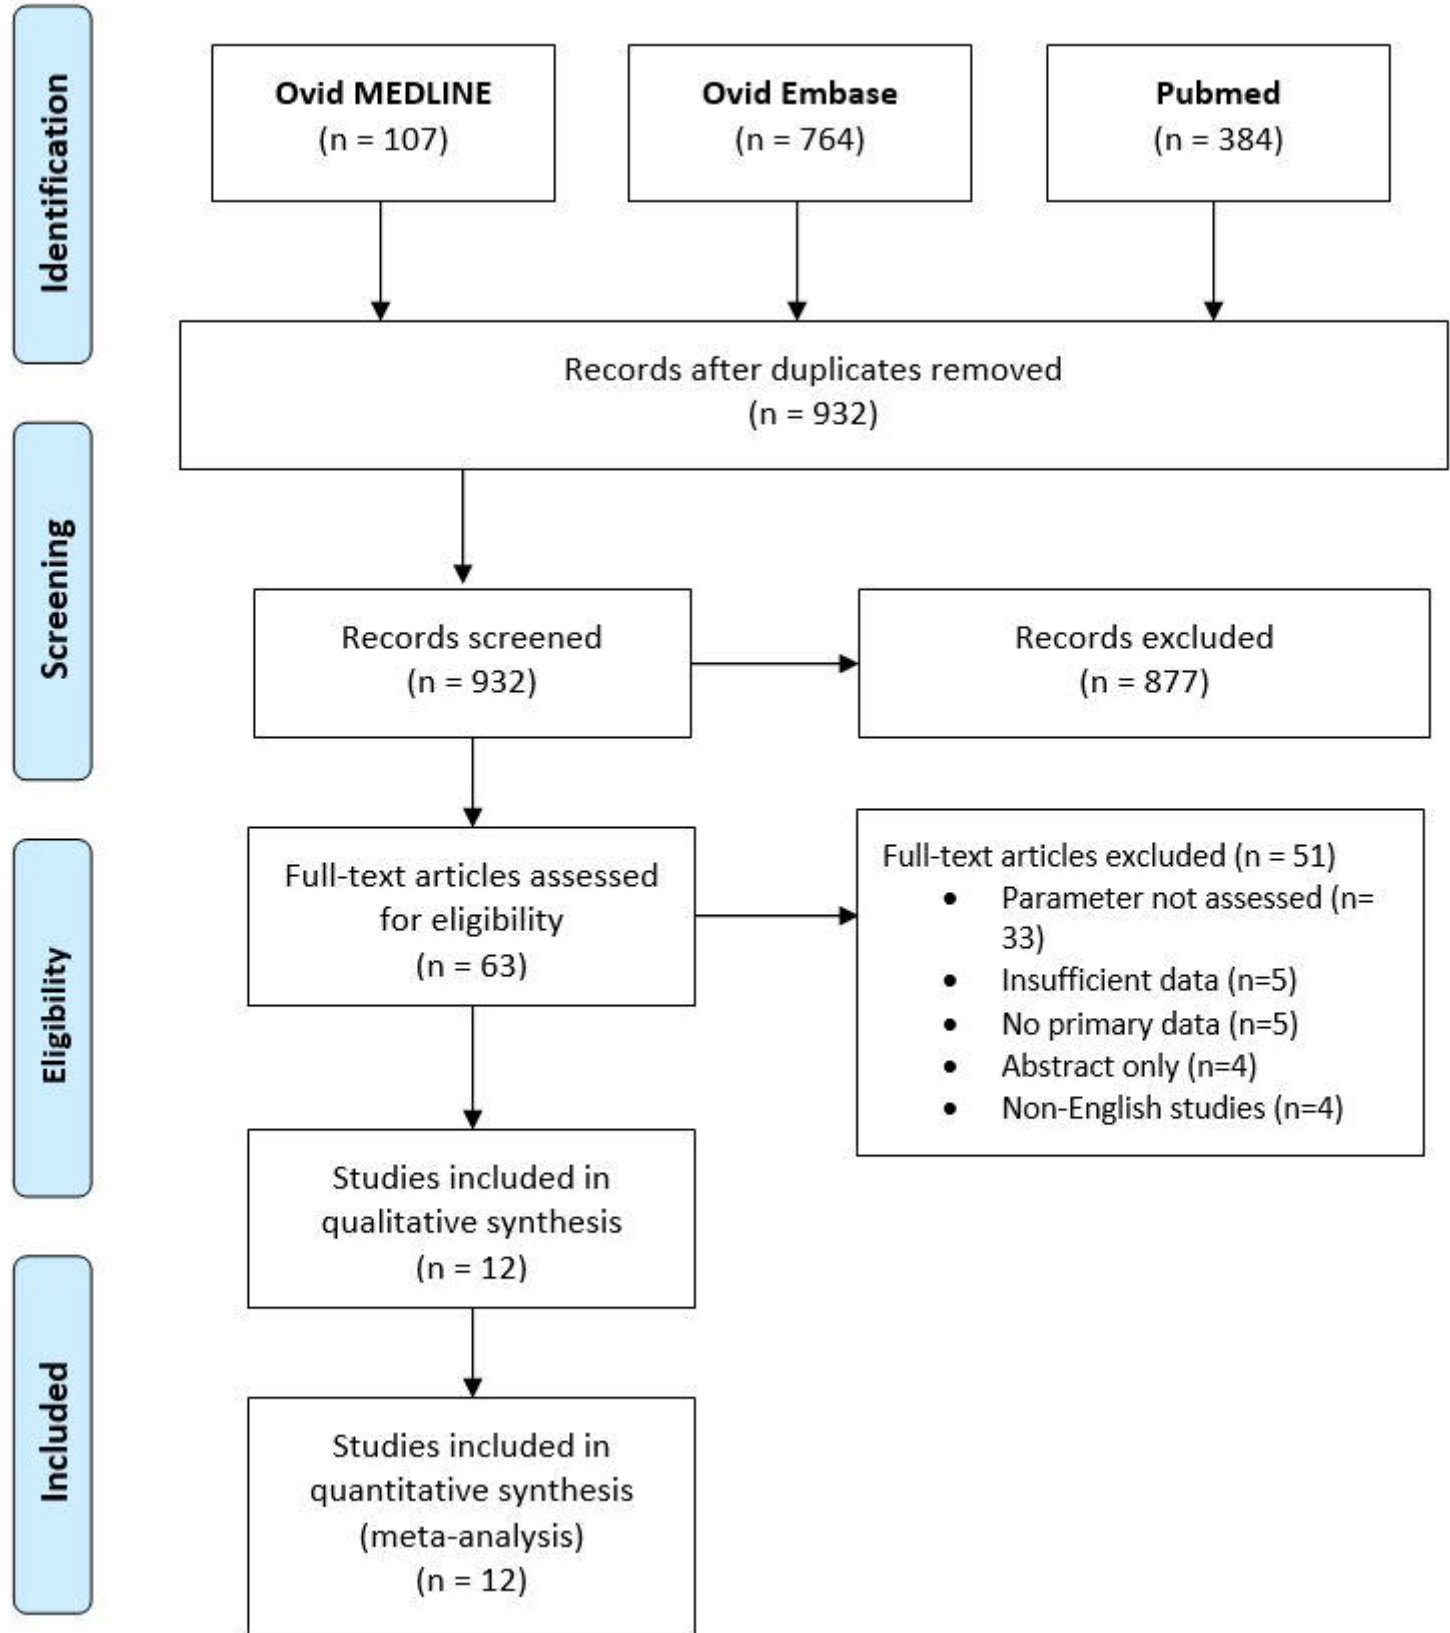 Identification
Ovid MEDLINE
(n = 107)
Ovid Embase
(n = 764)
Pubmed
(n = 384)
Records after duplicates removed
(n = 932)
Screening
Records screened
(n = 932)
Records excluded
(n = 877)
Eligibility
Full-text articles assessed
for eligibility
(n = 63)
Full-text articles excluded (n = 51)
• Parameter not assessed (n=
33)
• Insufficient data (n=5)
• No primary data (n=5)
• Abstract only (n=4)
• Non-English studies (n=4)
Studies included in
qualitative synthesis
(n = 12)
Included
Studies included in
quantitative synthesis
(meta-analysis)
(n = 12)